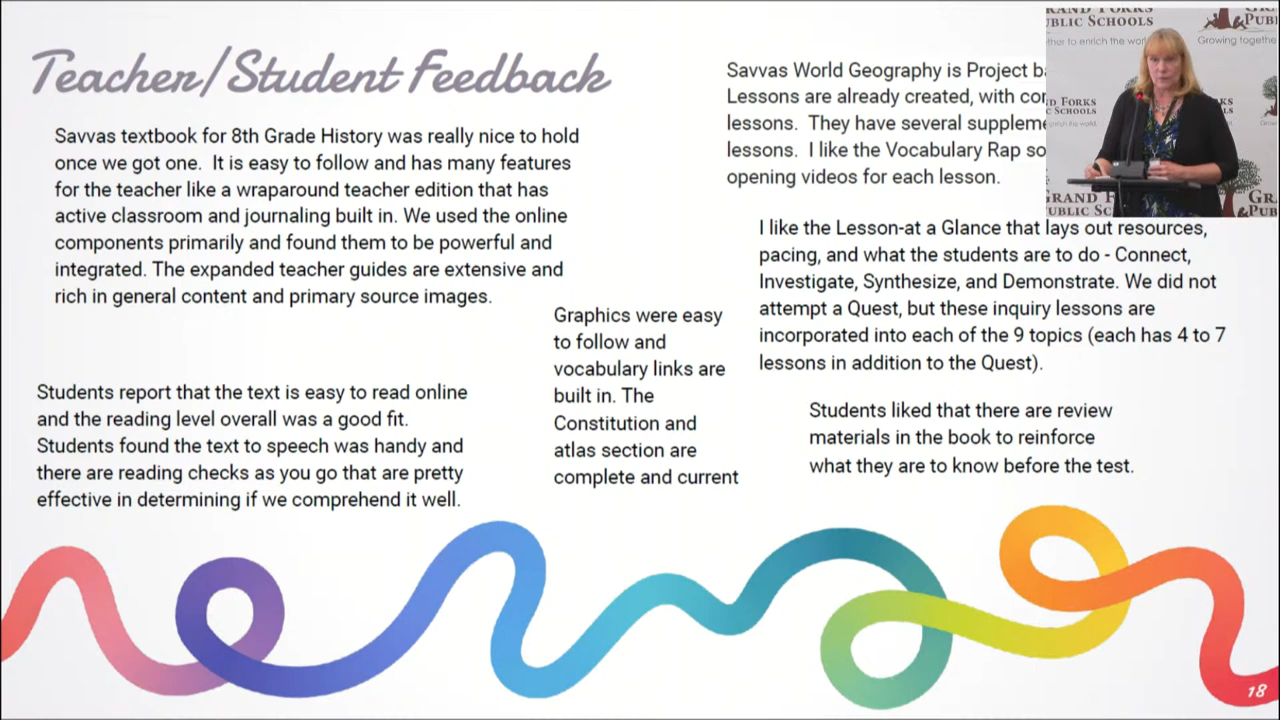 Teacher/Student Feedback
Savvas textbook for 8th Grade History was really nice to hold
once we got one.  It is easy to follow and has many features
for the teacher like a wraparound teacher edition that has
active classroom and journaling built in. We used the online
components primarily and found them to be powerful and
integrated. The expanded teacher guides are extensive and
rich in general content and primary source images.
Students report that the text is easy to read online
and the reading level overall was a good fit.
Students found the text to speech was handy and
there are reading checks as you go that are pretty
effective in determining if we comprehend it well.
Graphics were easy
to follow and
vocabulary links are
built in. The
Constitution and
atlas section are
complete and current
Savvas World Geography is Project
Lessons are already created, with
lessons.  They have several
lessons.  I like the Vocabulary Rap
opening videos for each lesson.
I like the Lesson-at a Glance that lays out resources,
pacing, and what the students are to do - Connect,
Investigate, Synthesize, and Demonstrate. We did not
attempt a Quest, but these inquiry lessons are
incorporated into each of the 9 topics (each has 4 to 7
lessons in addition to the Quest).
Students liked that there are review
materials in the book to reinforce
what they are to know before the test.
GRAND FORKS
PUBLIC SCHOOLS
to enrich the
Growing together
FORKS
SCHOOLS
18